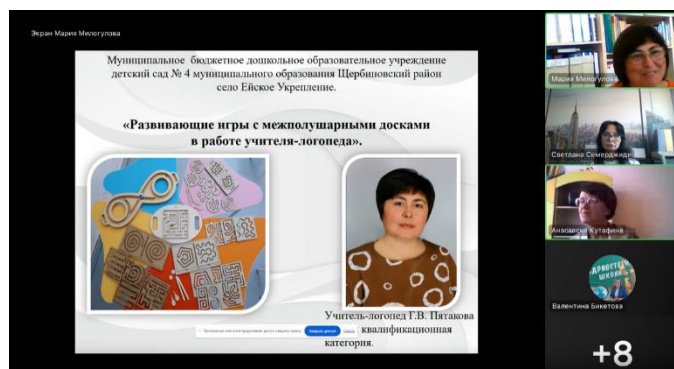 Экран Мария Милогулова
Муниципальное бюджетное дошкольное образовательное учреждение
детский сад № 4 муниципального образования Щербиновский район
село Ейское Укрепление.
«Развивающие игры с межполушарными досками
в работе учителя-логопеда».
Учитель-логопед Г.В. Пятакова
квалификационная
категория.
Мария Милогулова
Светлана Семерджиди
Анастасия Кутафина
Валентина Бикетова
+8